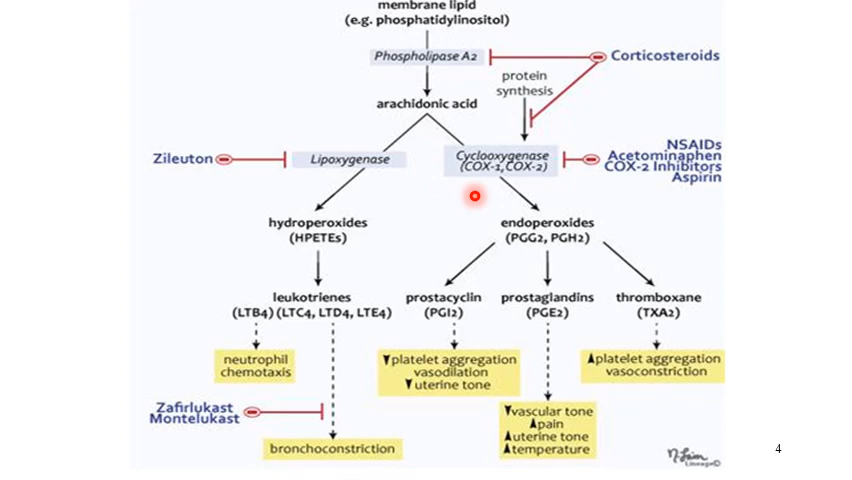 membrane lipid
(e.g. phosphatidylinositol)
Phospholipase A2
Corticosteroids
protein
synthesis
arachidonic acid
Zileuton
Lipoxygenase
Cyclooxygenase
(COX-1, COX-2)
NSAIDs
Acetominaphen
COX-2 Inhibitors
Aspirin
hydroperoxides
(HPETEs)
endoperoxides
(PGG2, PGH2)
leukotrienes
(LTB4) (LTC4, LTD4, LTE4)
prostacyclin
(PGI2)
prostaglandins
(PGE2)
thromboxane
(TXA2)
neutrophil
chemotaxis
▼platelet aggregation
vasodilation
▼uterine tone
▲platelet aggregation
vasoconstriction
Zafirlukast
Montelukast
▼vascular tone
▲pain
▲uterine tone
▲temperature
bronchoconstriction
4